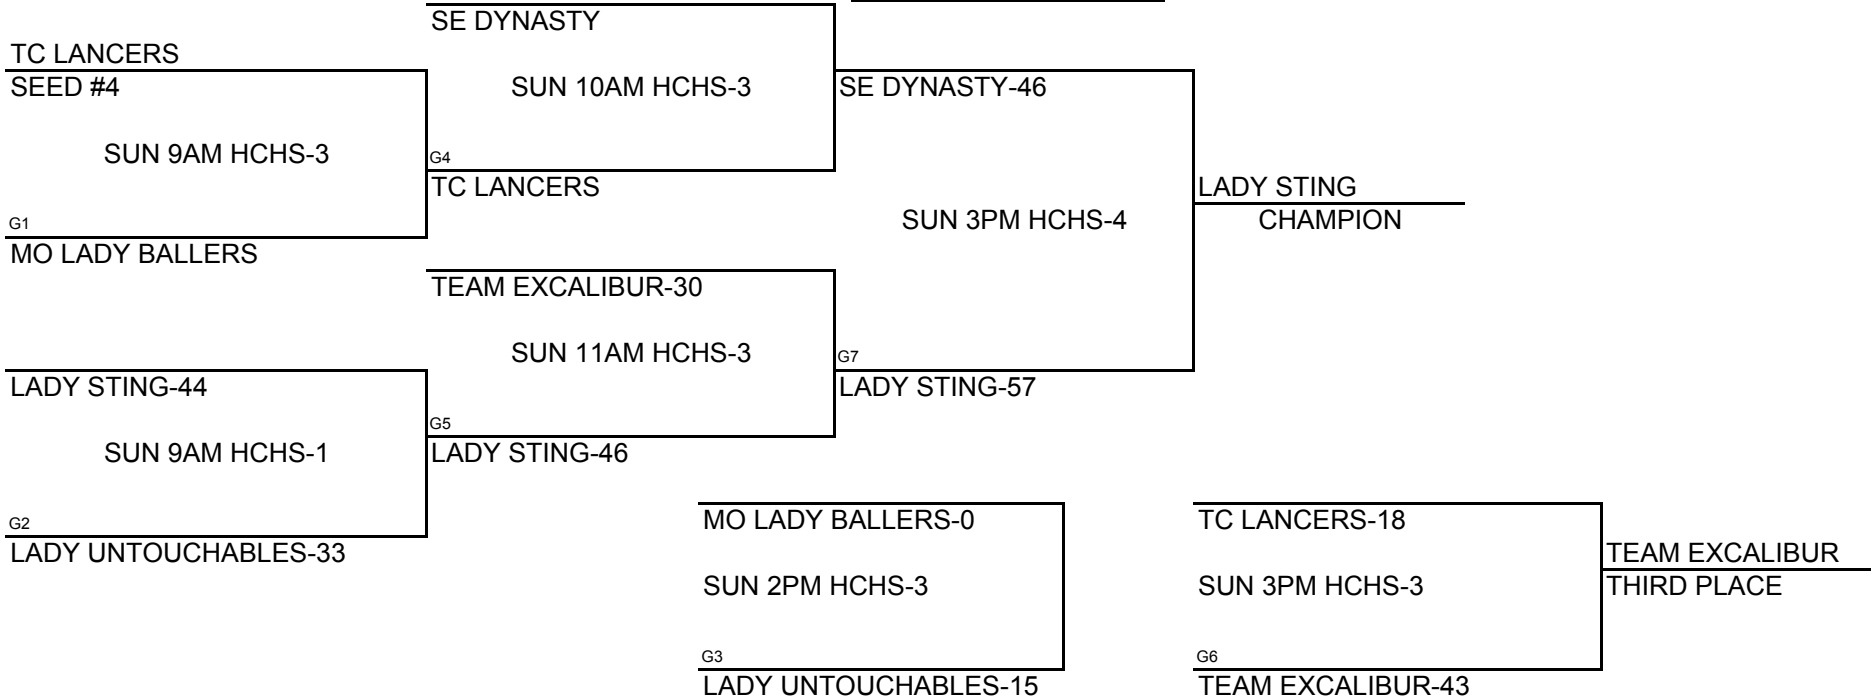 SE DYNASTY
TC LANCERS
SEED #4
SUN 10AM HCHS-3
SE DYNASTY-46
SUN 9AM HCHS-3
G4
TC LANCERS
LADY STING
G1
SUN 3PM HCHS-4
CHAMPION
MO LADY BALLERS
TEAM EXCALIBUR-30
SUN 11AM HCHS-3
G7
LADY STING-44
LADY STING-57
G5
SUN 9AM HCHS-1
LADY STING-46
G2
MO LADY BALLERS-0
TC LANCERS-18
LADY UNTOUCHABLES-33
TEAM EXCALIBUR
SUN 2PM HCHS-3
SUN 3PM HCHS-3
THIRD PLACE
G3
G6
LADY UNTOUCHABLES-15
TEAM EXCALIBUR-43